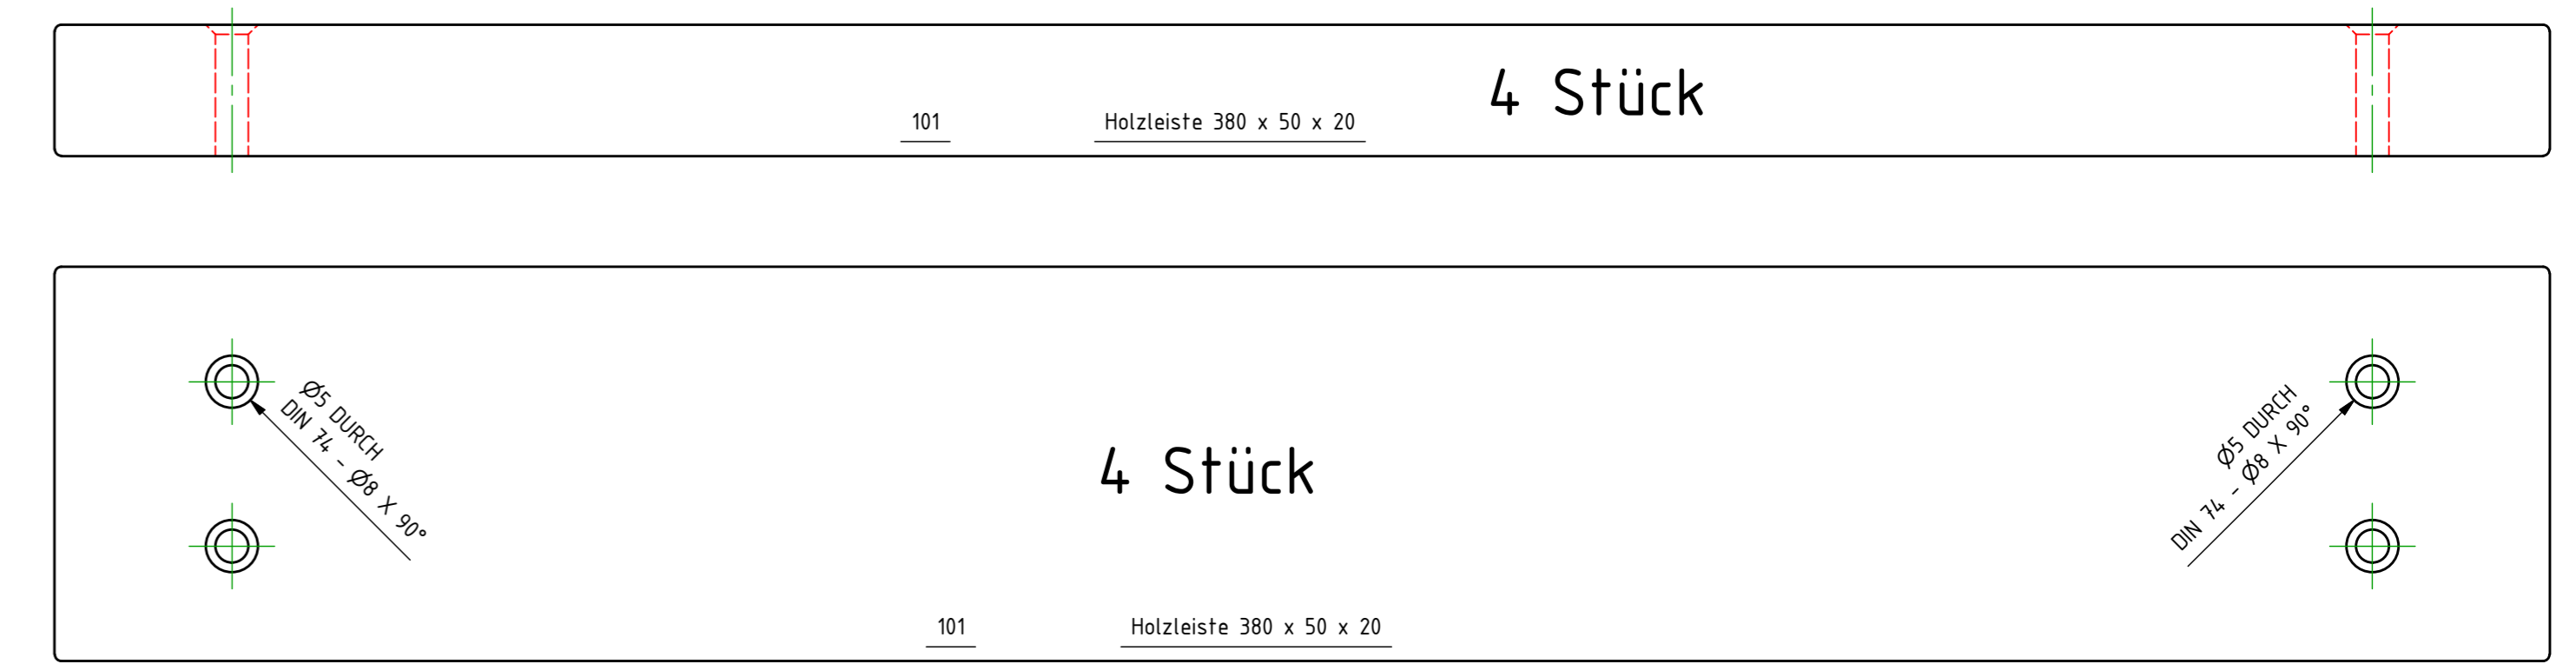 4 Stück
101
Holzleiste 380 x 50 x 20
Ø5 DURCH
DIN 74 - Ø8 X 90°
Ø5 DURCH
DIN 74 - Ø8 X 90°
4 Stück
101
Holzleiste 380 x 50 x 20